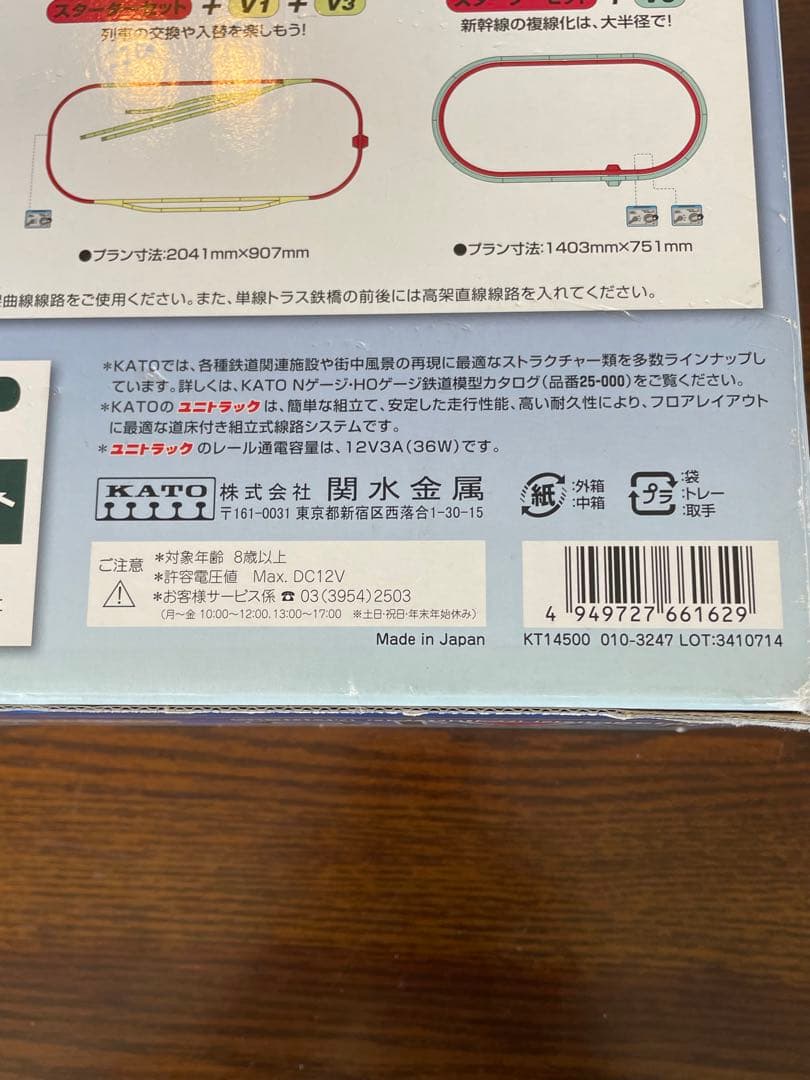 スターターセット + V1 + V3
列車の交換や入替を楽しもう!
新幹線の複線化は、大半径で!
●プラン寸法:2041mm×907mm
●プラン寸法:1403mm×751mm
曲線線路をご使用ください。また、単線トラス鉄橋の前後には高架直線線路を入れてください。
*KATOでは、各種鉄道関連施設や街中風景の再現に最適なストラクチャー類を多数ラインナップし
ています。詳しくは、KATO Nゲージ・HOゲージ鉄道模型カタログ(品番25-000)をご覧ください。
*KATOの ユニトラック は、簡単な組立て、安定した走行性能、高い耐久性により、フロアレイアウト
に最適な道床付き組立式線路システムです。
*ユニトラック のレール通電容量は、12V3A(36W)です。
KATO 株式会社 関水金属
〒161-0031 東京都新宿区西落合1-30-15
紙 :外箱 :中箱
プラ :袋 :トレー :取手
ご注意
*対象年齢 8歳以上
*許容電圧値 Max. DC12V
*お客様サービス係 ☎ 03(3954)2503
(月〜金 10:00〜12:00. 13:00〜17:00 ※土日・祝日・年末年始休み)
Made in Japan
4 949727 661629
KT14500 010-3247 LOT:3410714